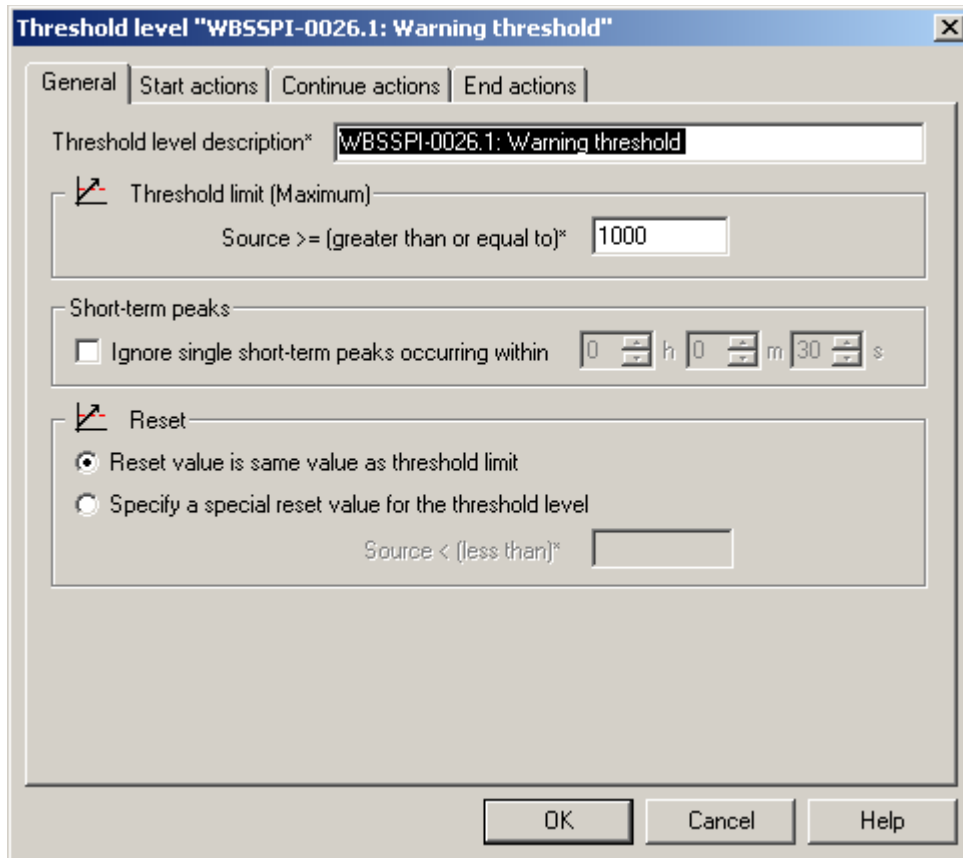 Threshold level "WBSSPI-0026.1: Warning threshold"
General Start actions Continue actions End actions
Threshold level description* WBSSPI-0026.1: Warning threshold
Threshold limit (Maximum)
Source >= (greater than or equal to)* 1000
Short-term peaks
Ignore single short-term peaks occurring within 0 h 0 m 30 s
Reset
Reset value is same value as threshold limit
Specify a special reset value for the threshold level
Source < (less than)*
OK Cancel Help